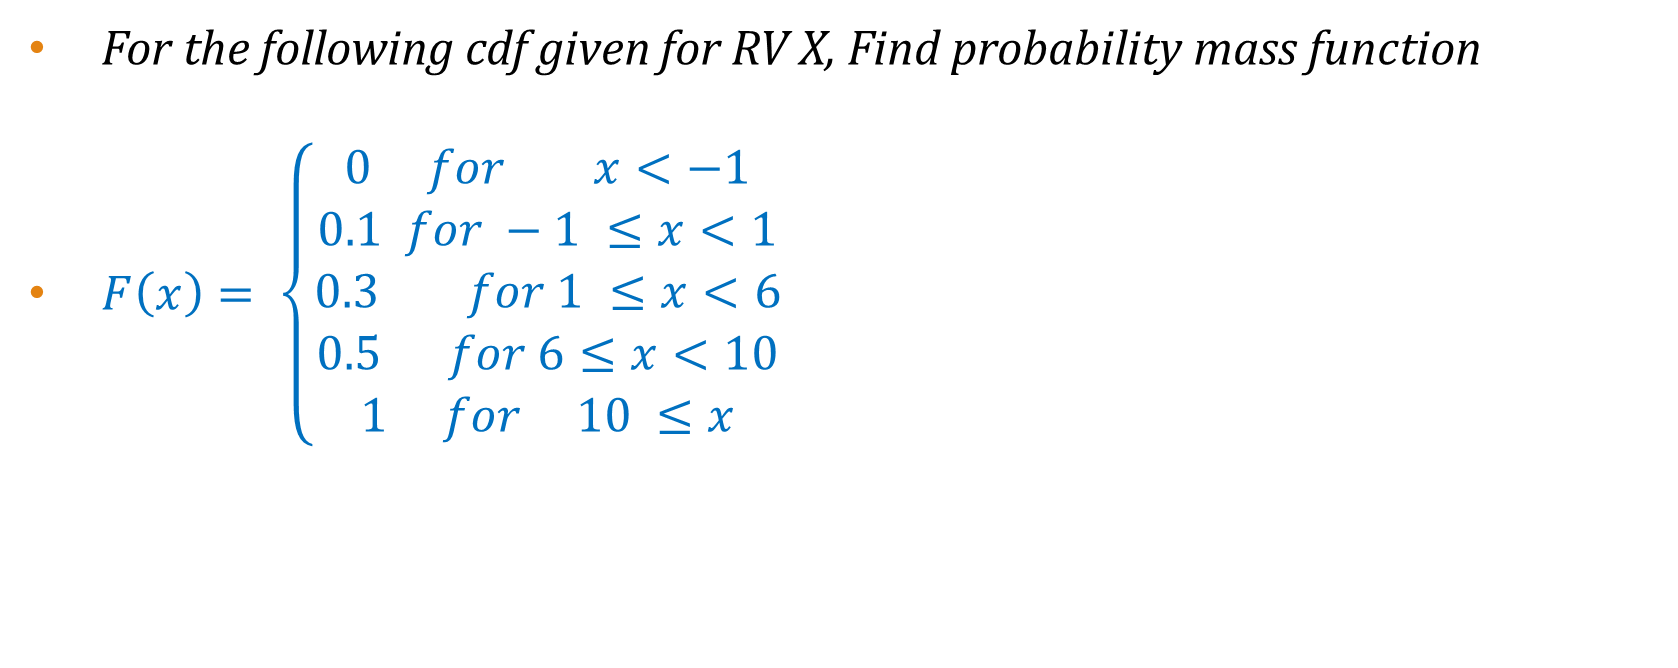 • For the following cdf given for RV X, Find probability mass function
0 for x < −1
0.1 for − 1 ≤ x < 1
• F(x) = { 0.3 for 1 ≤ x < 6
0.5 for 6 ≤ x < 10
1 for 10 ≤ x